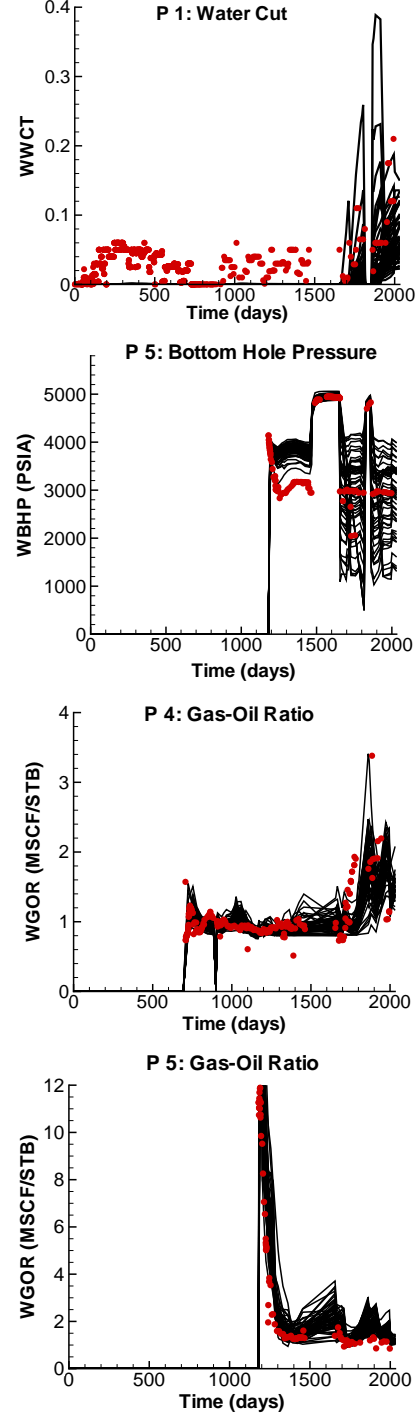 P 1: Water Cut
0.4
0.3
0.2
0.1
0
WWCT
0 500 1000 1500 2000
Time (days)
P 5: Bottom Hole Pressure
5000
4000
3000
2000
1000
0
WBHP (PSIA)
0 500 1000 1500 2000
Time (days)
P 4: Gas-Oil Ratio
4
3
2
1
0
WGOR (MSCF/STB)
0 500 1000 1500 2000
Time (days)
P 5: Gas-Oil Ratio
12
10
8
6
4
2
0
WGOR (MSCF/STB)
0 500 1000 1500 2000
Time (days)